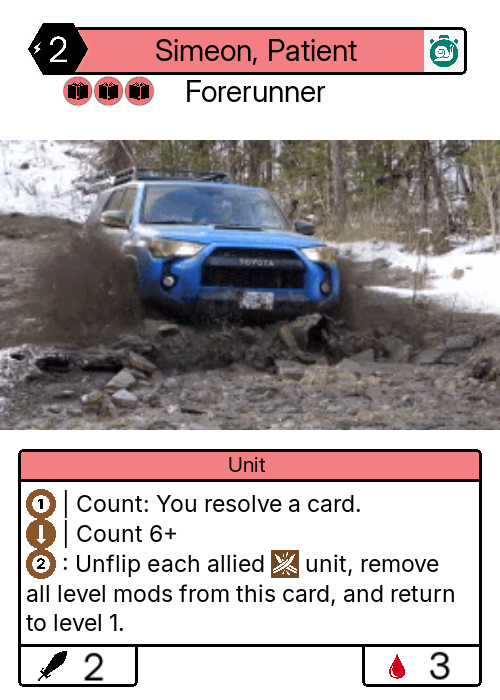 2 Simeon, Patient
Forerunner
TOYOTA
Unit
1 | Count: You resolve a card.
| Count 6+
2 : Unflip each allied unit, remove
all level mods from this card, and return
to level 1.
2 3